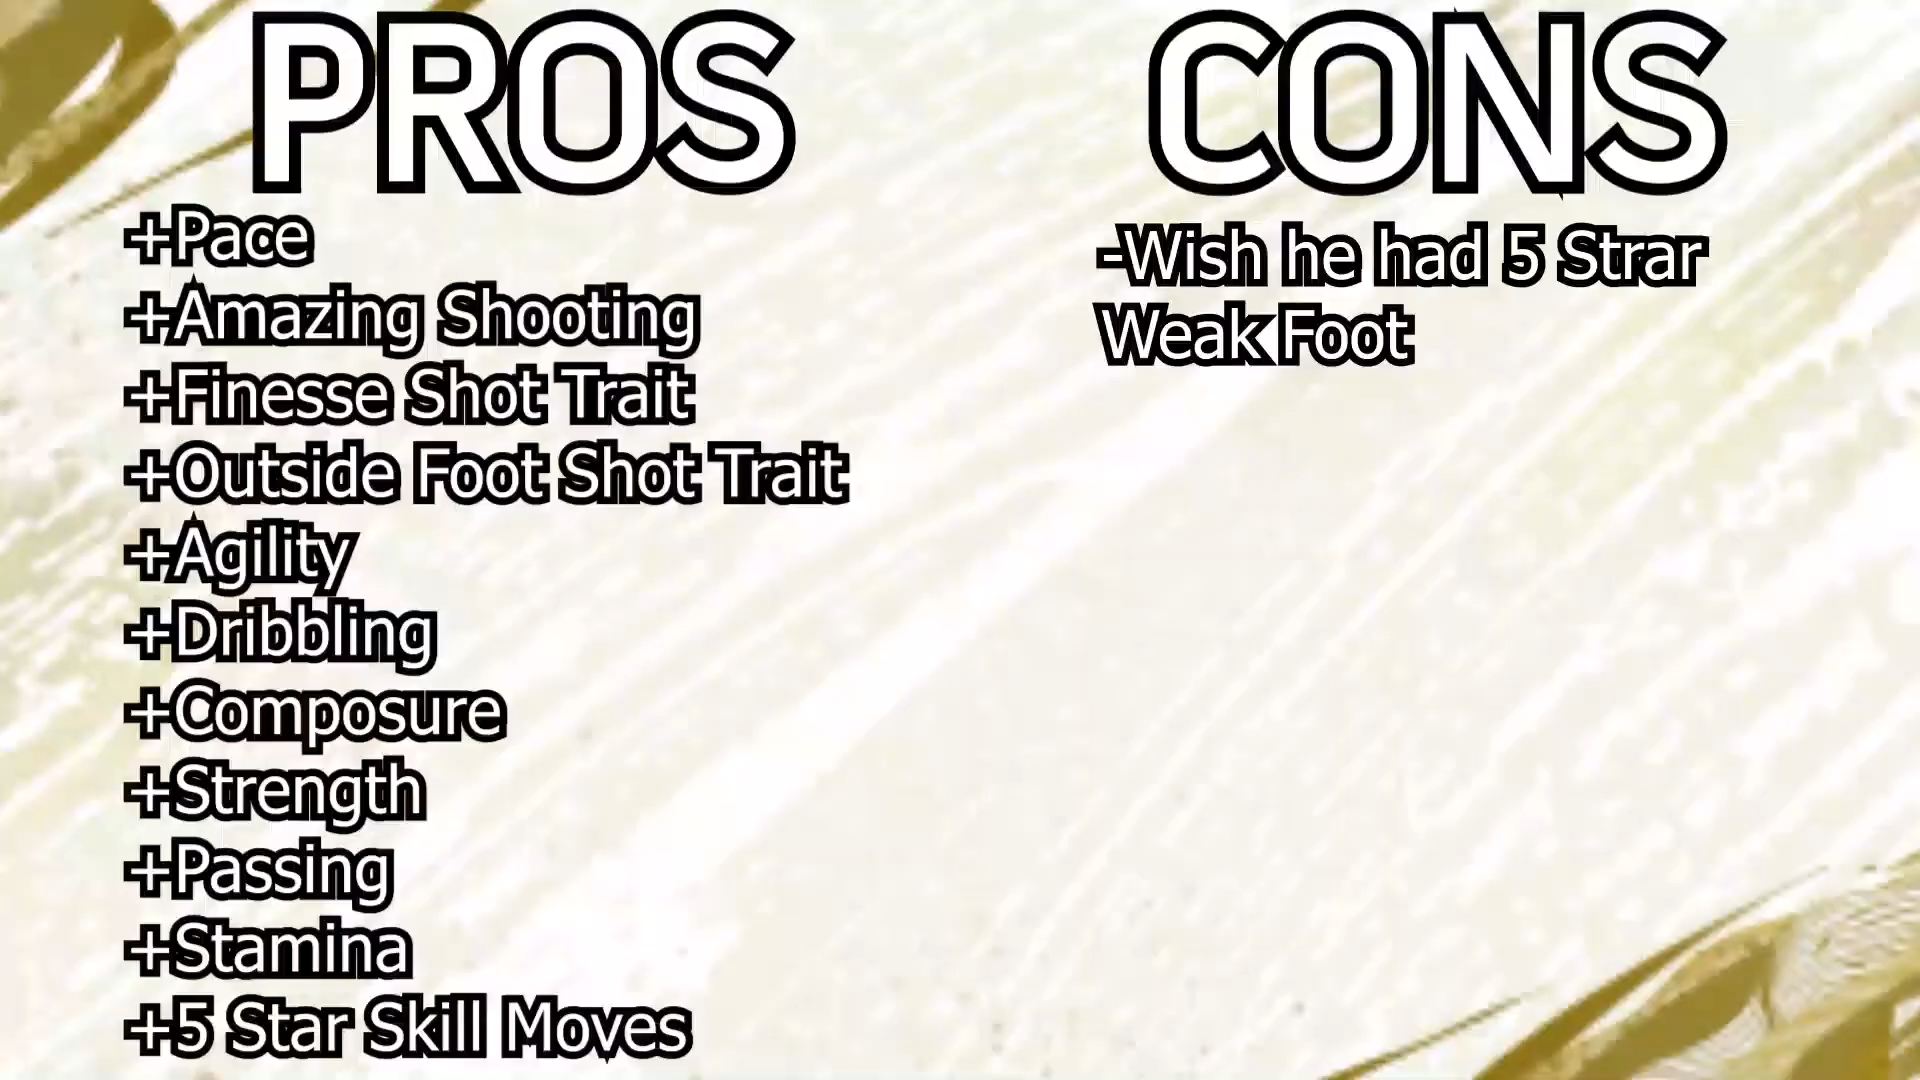 PROS
+Pace
+Amazing Shooting
+Finesse Shot Trait
+Outside Foot Shot Trait
+Agility
+Dribbling
+Composure
+Strength
+Passing
+Stamina
+5 Star Skill Moves
CONS
-Wish he had 5 Strar
Weak Foot